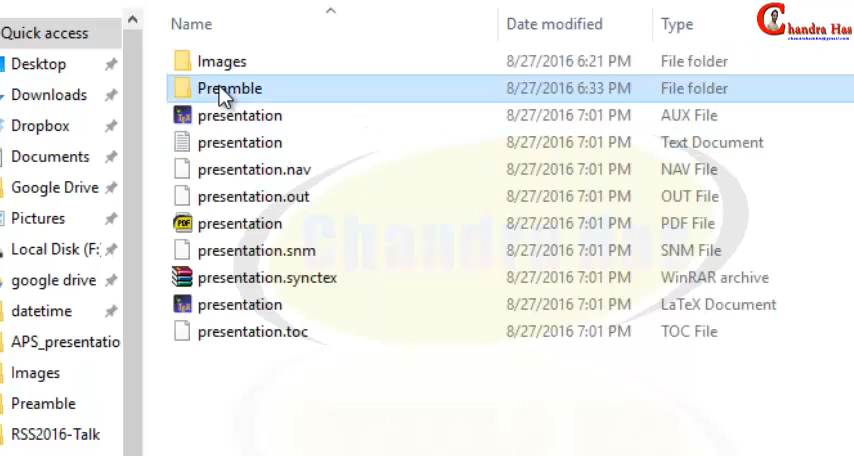 Name Date modified Type
Chandra Has
Quick access
Desktop
Downloads
Dropbox
Documents
Google Drive
Pictures
Local Disk (F:
google drive
datetime
APS_presentatio
Images
Preamble
RSS2016-Talk
Images 8/27/2016 6:21 PM File folder
Preamble 8/27/2016 6:33 PM File folder
presentation 8/27/2016 7:01 PM AUX File
presentation 8/27/2016 7:01 PM Text Document
presentation.nav 8/27/2016 7:01 PM NAV File
presentation.out 8/27/2016 7:01 PM OUT File
presentation 8/27/2016 7:01 PM PDF File
presentation.snm 8/27/2016 7:01 PM SNM File
presentation.synctex 8/27/2016 7:01 PM WinRAR archive
presentation 8/27/2016 7:01 PM LaTeX Document
presentation.toc 8/27/2016 7:01 PM TOC File
Chandra Has